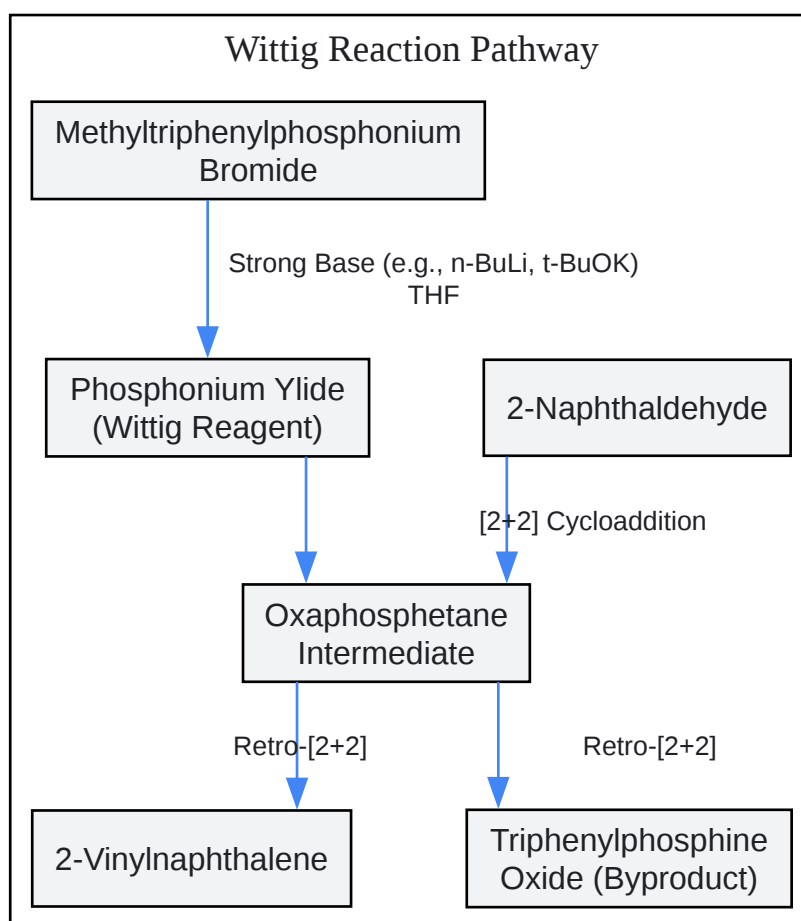 Wittig Reaction Pathway
Methyltriphenylphosphonium
Bromide
Strong Base (e.g., n-BuLi, t-BuOK)
THF
Phosphonium Ylide
(Wittig Reagent)
2-Naphthaldehyde
[2+2] Cycloaddition
Oxaphosphetane
Intermediate
Retro-[2+2]
Retro-[2+2]
2-Vinylnaphthalene
Triphenylphosphine
Oxide (Byproduct)